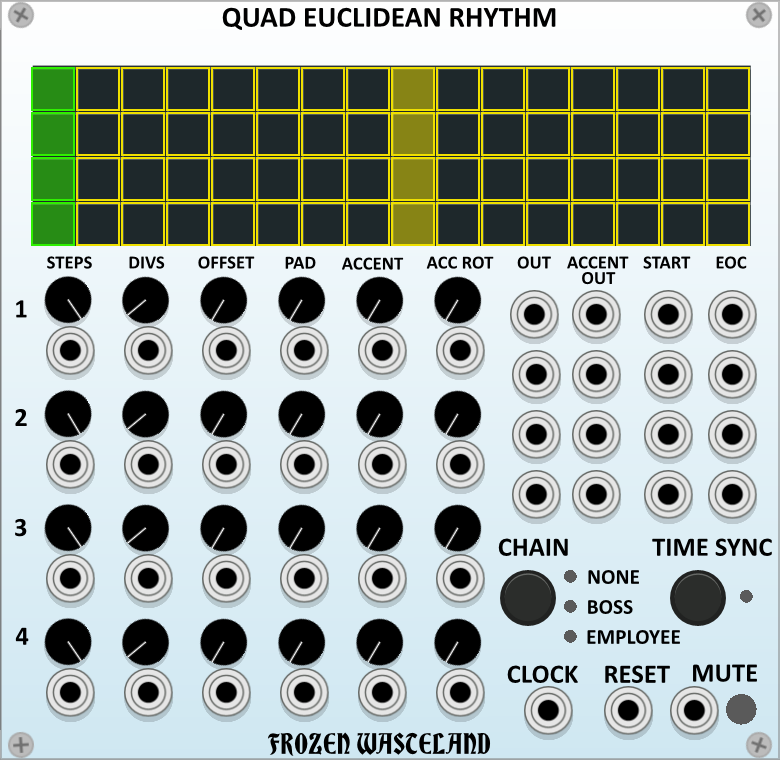 QUAD EUCLIDEAN RHYTHM
STEPS DIVS OFFSET PAD ACCENT ACC ROT OUT ACCENT OUT START EOC
1
2
3
4
CHAIN TIME SYNC
NONE
BOSS
EMPLOYEE
CLOCK RESET MUTE
FROZEN WASTELAND